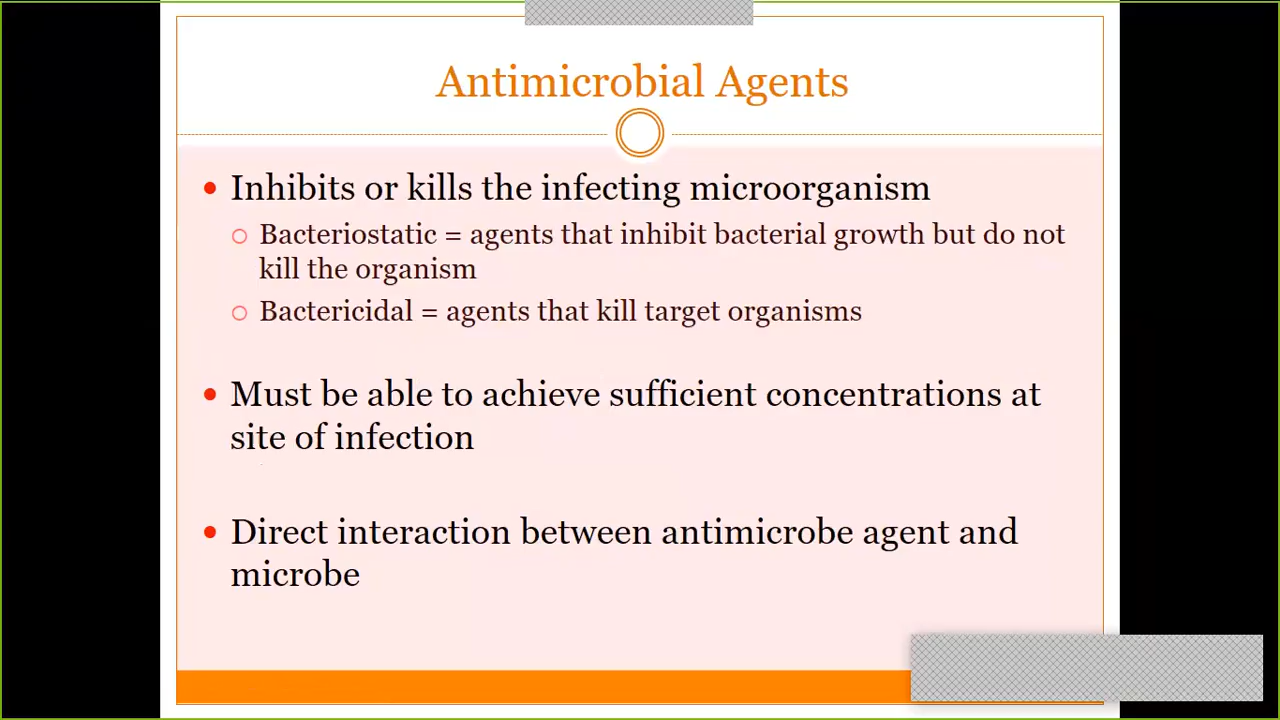 Antimicrobial Agents
Inhibits or kills the infecting microorganism
Bacteriostatic = agents that inhibit bacterial growth but do not
kill the organism
Bactericidal = agents that kill target organisms
Must be able to achieve sufficient concentrations at
site of infection
Direct interaction between antimicrobe agent and
microbe